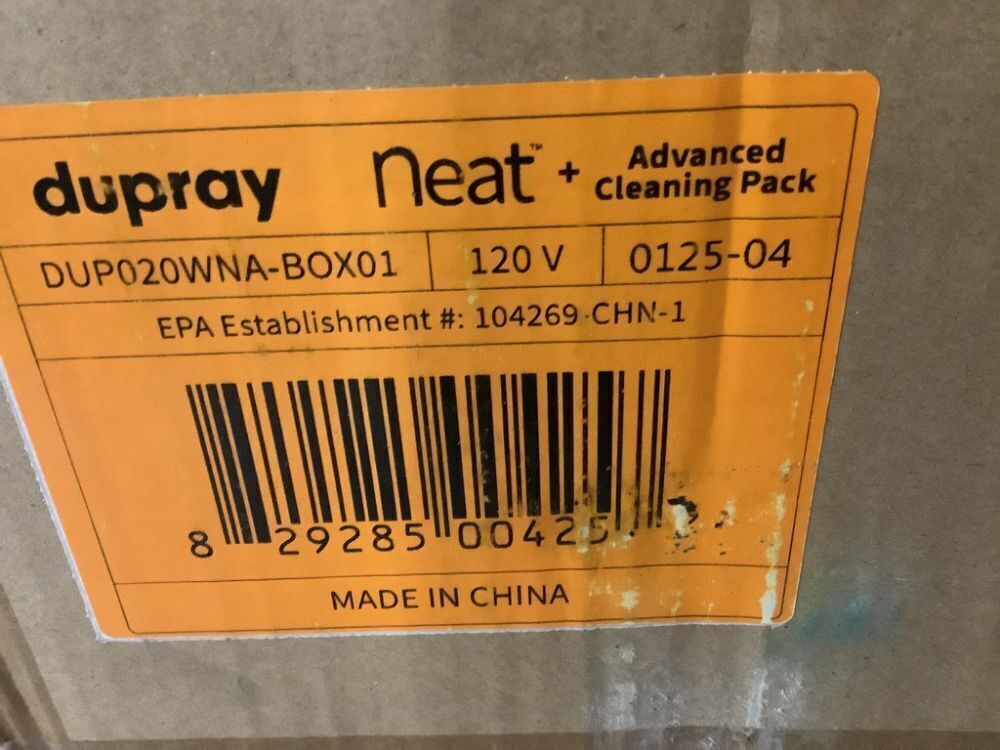 dupray neat™ + Advanced Cleaning Pack
DUP020WNA-BOX01 120 V 0125-04
EPA Establishment #: 104269-CHN-1
8 29285 00425
MADE IN CHINA